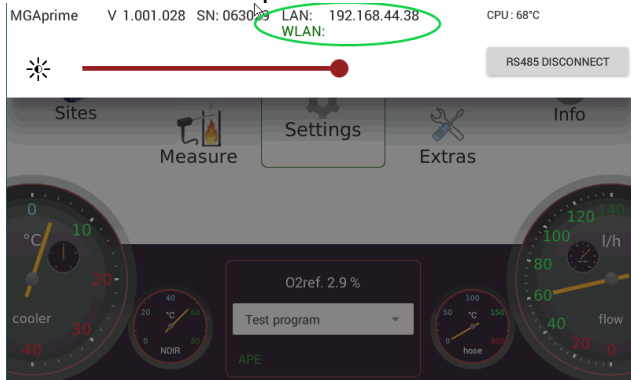 MGAprime V 1.001.028 SN: 063029 LAN: 192.168.44.38 CPU : 68°C
WLAN:
RS485 DISCONNECT
Sites
Measure
Settings
Extras
Info
0
°C
10
20
30
40
cooler
40
20
°C
60
0
80
NDIR
O2ref. 2.9 %
Test program
APE
100
50
°C
150
0
200
hose
120 140
100
l/h
80
60
40
20
0
flow